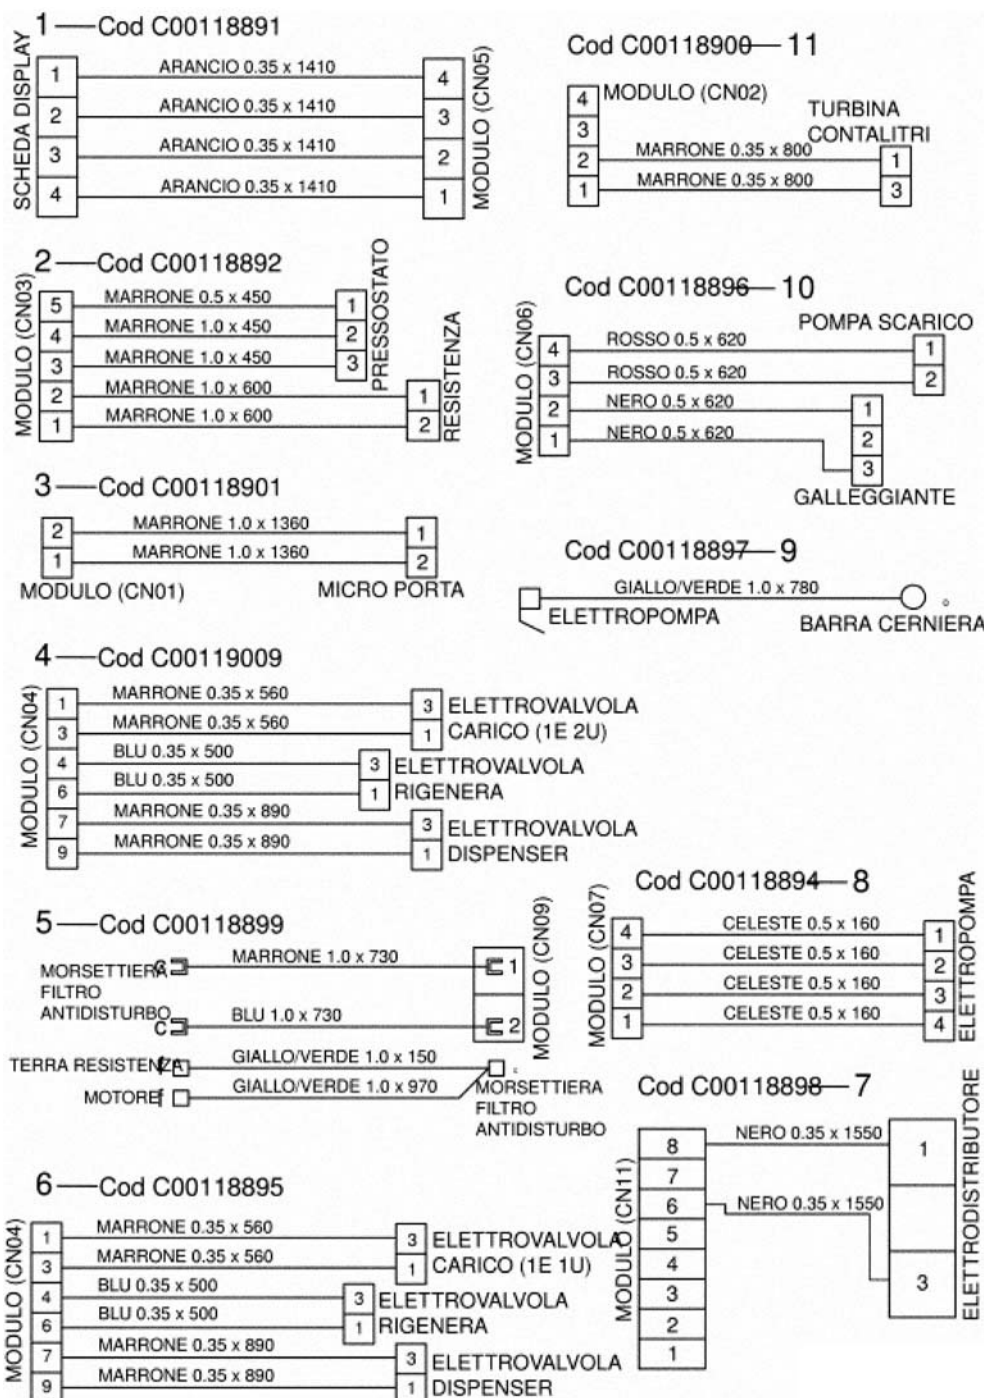 1 Cod C00118891
SCHEDA DISPLAY
1 ARANCIO 0.35 x 1410 4
2 ARANCIO 0.35 x 1410 3
3 ARANCIO 0.35 x 1410 2
4 ARANCIO 0.35 x 1410 1
MODULO (CN05)
2 Cod C00118892
MODULO (CN03)
5 MARRONE 0.5 x 450 1
4 MARRONE 1.0 x 450 2
3 MARRONE 1.0 x 450 3
PRESSOSTATO
2 MARRONE 1.0 x 600 1
1 MARRONE 1.0 x 600 2
RESISTENZA
3 Cod C00118901
2 MARRONE 1.0 x 1360 1
1 MARRONE 1.0 x 1360 2
MODULO (CN01) MICRO PORTA
4 Cod C00119009
MODULO (CN04)
1 MARRONE 0.35 x 560 3 ELETTROVALVOLA
3 MARRONE 0.35 x 560 1 CARICO (1E 2U)
4 BLU 0.35 x 500 3 ELETTROVALVOLA
6 BLU 0.35 x 500 1 RIGENERA
7 MARRONE 0.35 x 890 3 ELETTROVALVOLA
9 MARRONE 0.35 x 890 1 DISPENSER
5 Cod C00118899
MORSETTIERA
FILTRO
ANTIDISTURBO
C MARRONE 1.0 x 730 1
C BLU 1.0 x 730 2
MODULO (CN09)
TERRA RESISTENZA GIALLO/VERDE 1.0 x 150
MOTORE GIALLO/VERDE 1.0 x 970
MORSETTIERA
FILTRO
ANTIDISTURBO
6 Cod C00118895
MODULO (CN04)
1 MARRONE 0.35 x 560 3 ELETTROVALVOLA
3 MARRONE 0.35 x 560 1 CARICO (1E 1U)
4 BLU 0.35 x 500 3 ELETTROVALVOLA
6 BLU 0.35 x 500 1 RIGENERA
7 MARRONE 0.35 x 890 3 ELETTROVALVOLA
9 MARRONE 0.35 x 890 1 DISPENSER
Cod C00118900 11
4 MODULO (CN02)
3
TURBINA
CONTALITRI
2 MARRONE 0.35 x 800 1
1 MARRONE 0.35 x 800 3
Cod C00118896 10
MODULO (CN06)
POMPA SCARICO
4 ROSSO 0.5 x 620 1
3 ROSSO 0.5 x 620 2
2 NERO 0.5 x 620 1
2
1 NERO 0.5 x 620 3
GALLEGGIANTE
Cod C00118897 9
GIALLO/VERDE 1.0 x 780
ELETTROPOMPA BARRA CERNIERA
Cod C00118894 8
MODULO (CN07)
4 CELESTE 0.5 x 160 1
3 CELESTE 0.5 x 160 2
2 CELESTE 0.5 x 160 3
1 CELESTE 0.5 x 160 4
ELETTROPOMPA
Cod C00118898 7
MODULO (CN11)
8 NERO 0.35 x 1550 1
7
6 NERO 0.35 x 1550 3
5
4
3
2
1
ELETTRODISTRIBUTORE